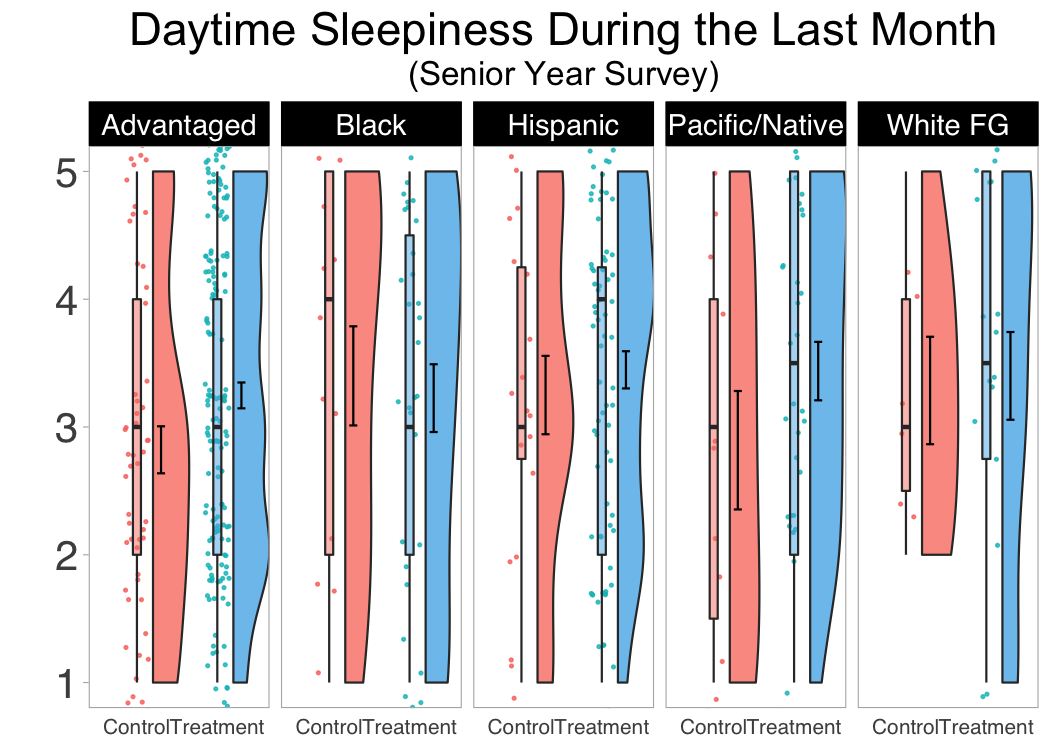 Daytime Sleepiness During the Last Month
(Senior Year Survey)
Advantaged Black Hispanic Pacific/Native White FG
5
4
3
2
1
ControlTreatment ControlTreatment ControlTreatment ControlTreatment ControlTreatment